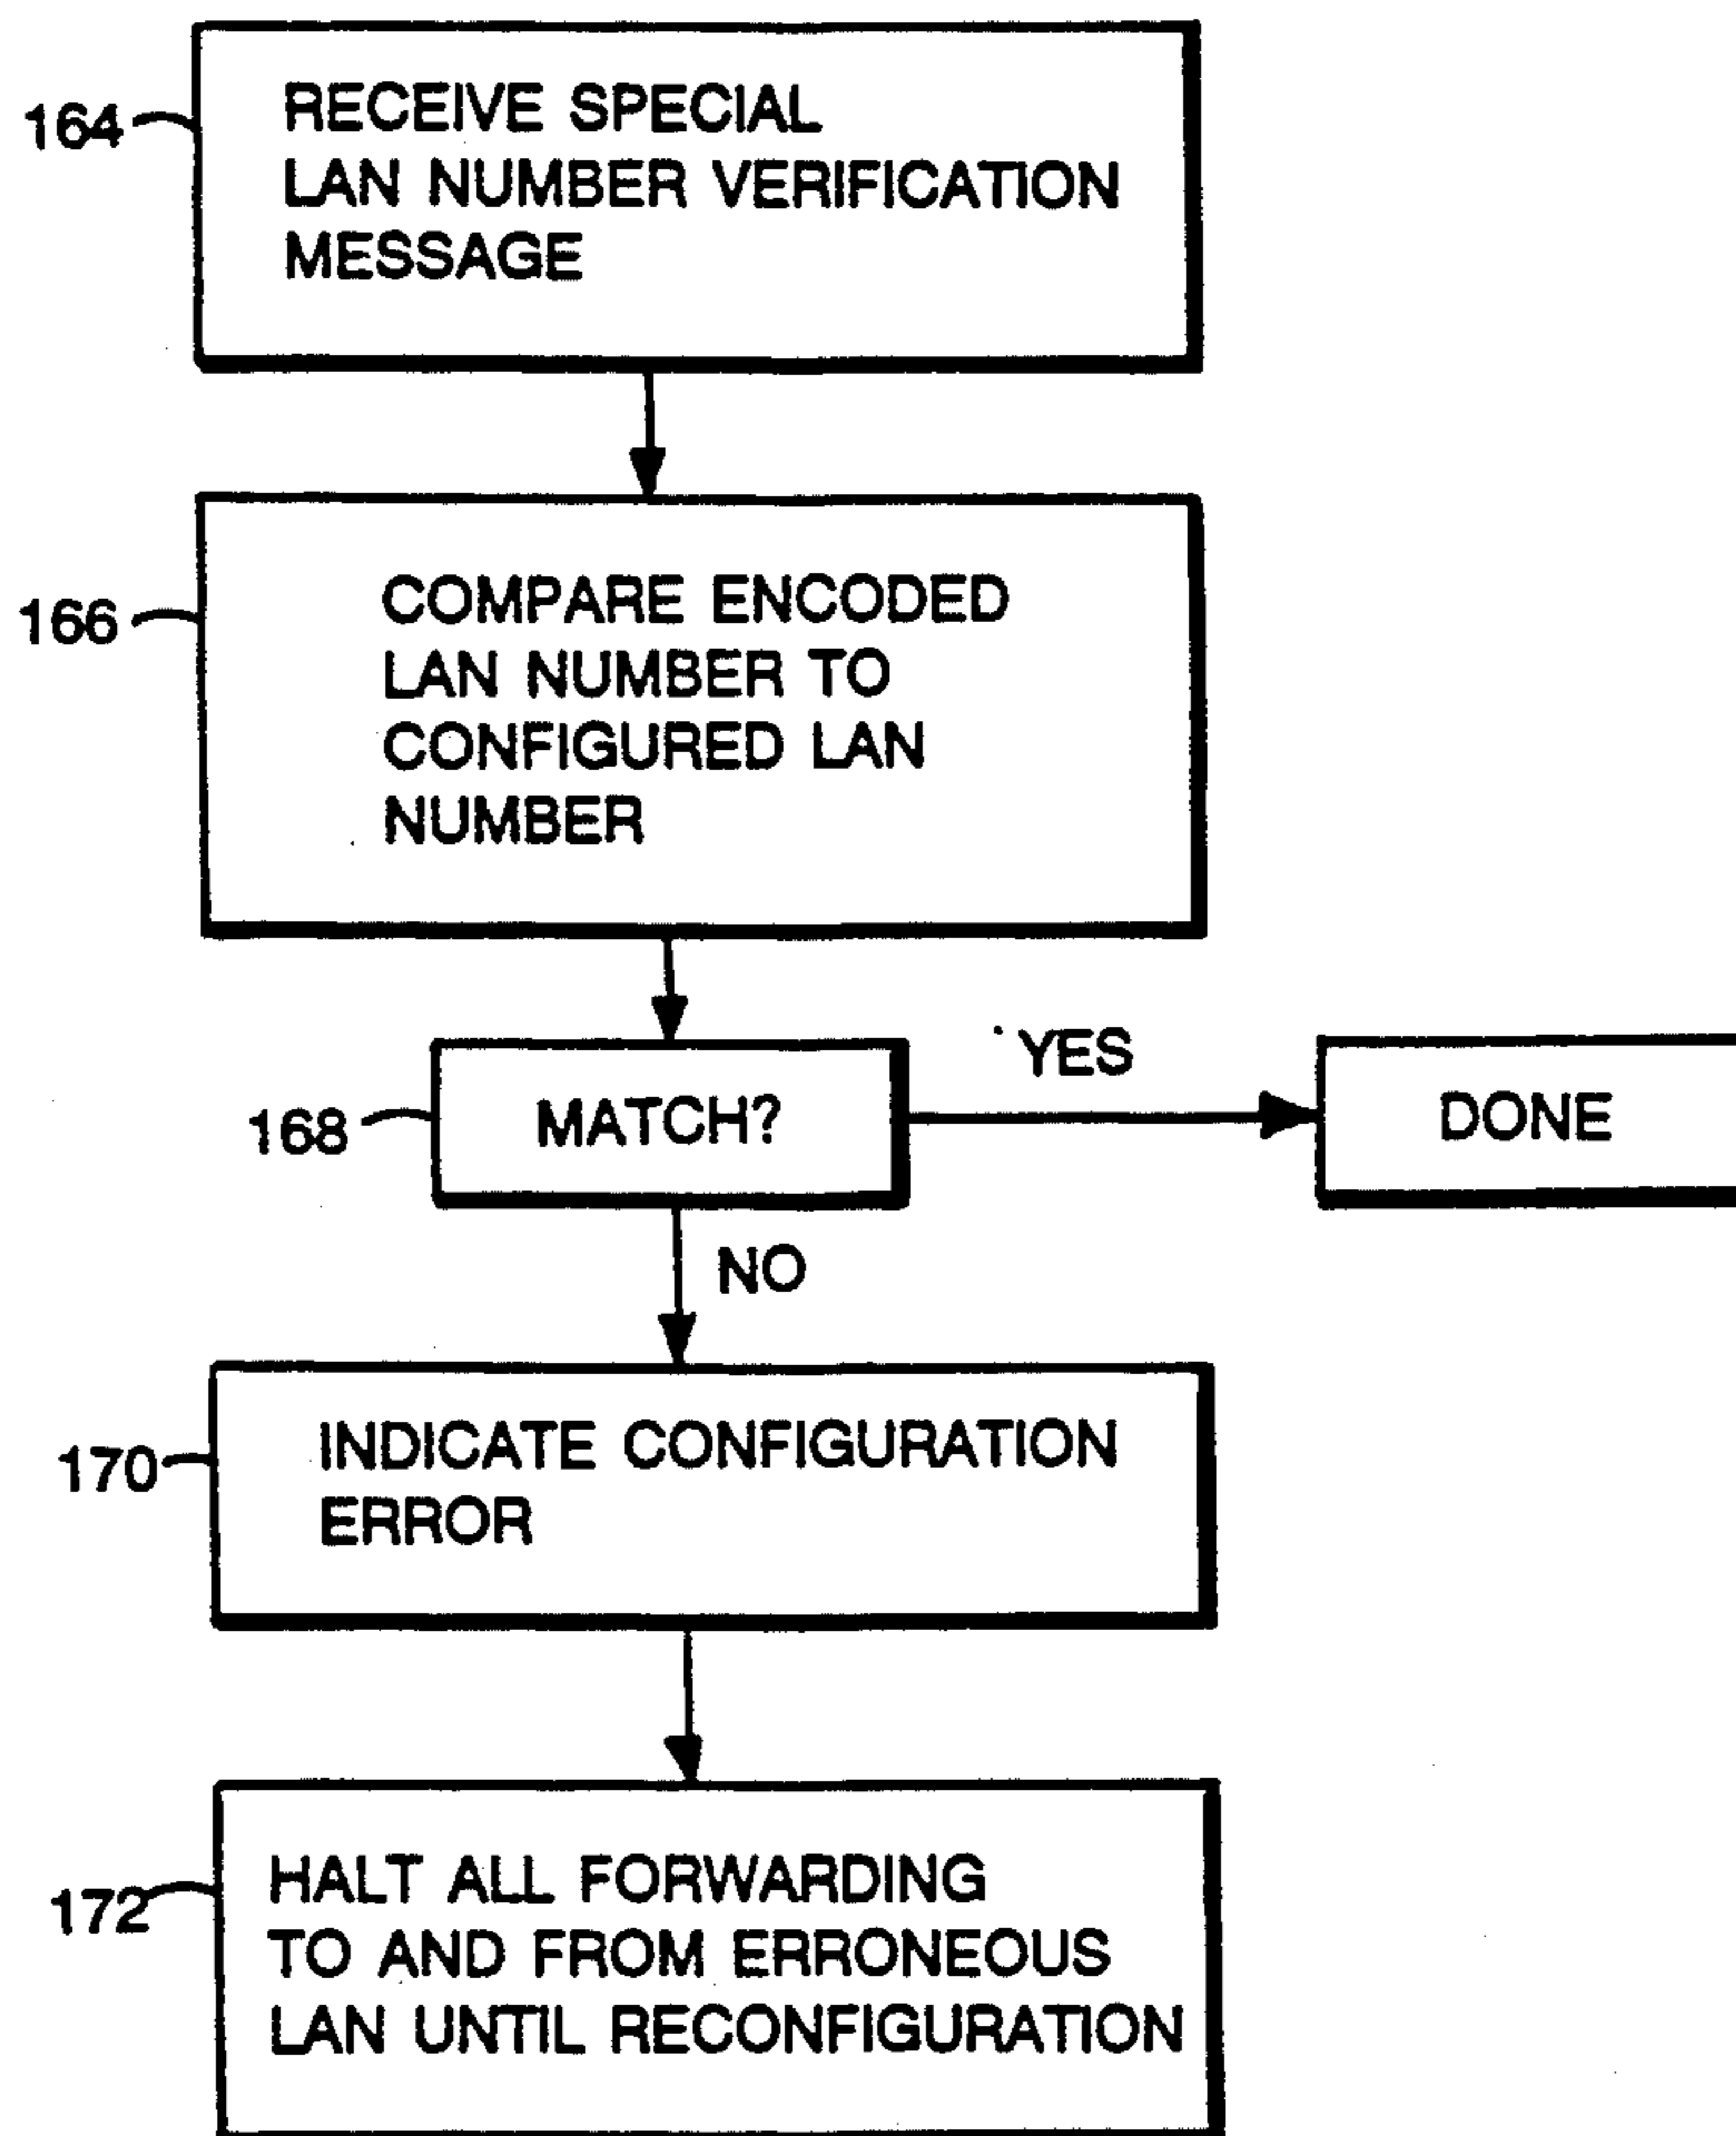 164
RECEIVE SPECIAL
LAN NUMBER VERIFICATION
MESSAGE
166
COMPARE ENCODED
LAN NUMBER TO
CONFIGURED LAN
NUMBER
168
MATCH?
YES
DONE
NO
170
INDICATE CONFIGURATION
ERROR
172
HALT ALL FORWARDING
TO AND FROM ERRONEOUS
LAN UNTIL RECONFIGURATION